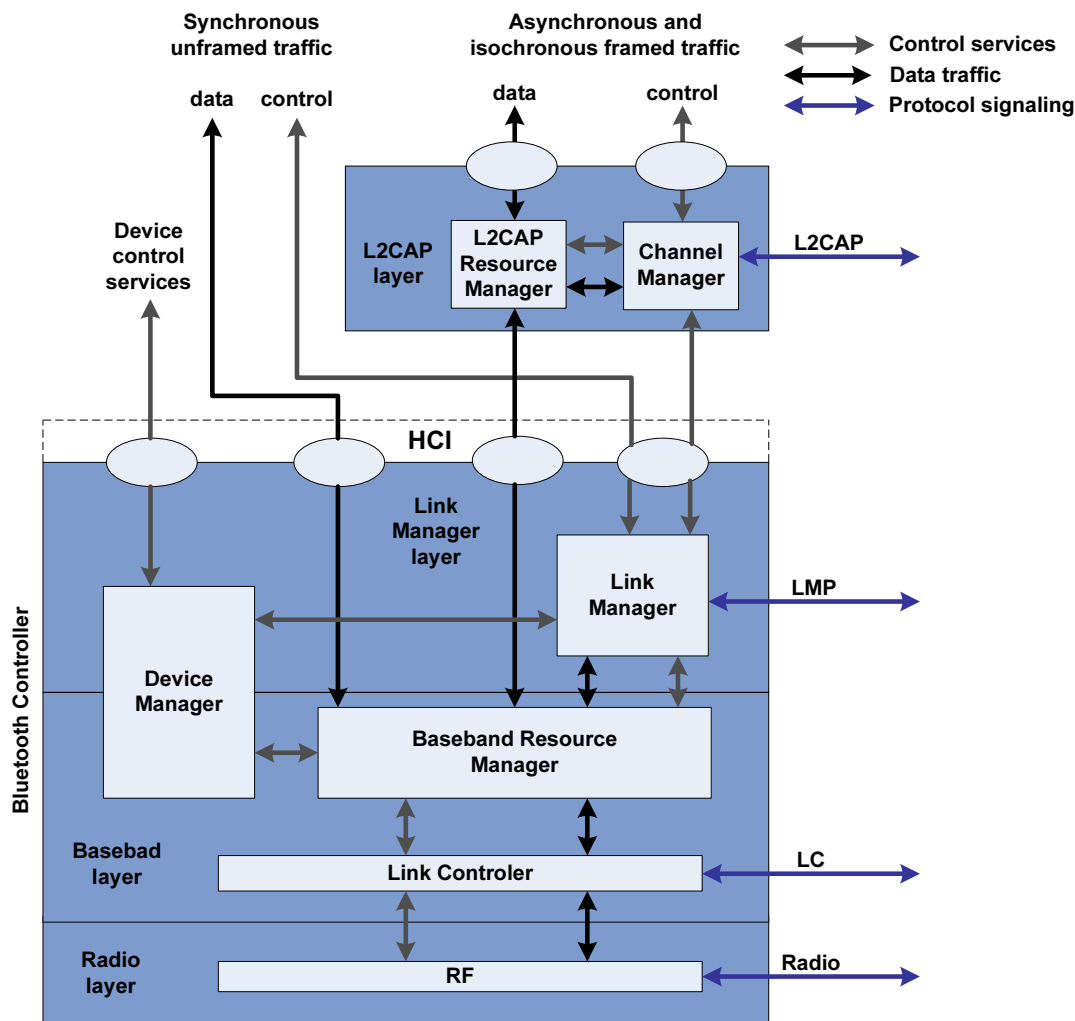 Synchronous
unframed traffic
Asynchronous and
isochronous framed traffic
Control services
Data traffic
Protocol signaling
data
control
data
control
Device
control
services
L2CAP
layer
L2CAP
Resource
Manager
Channel
Manager
L2CAP
HCI
Link
Manager
layer
Link
Manager
LMP
Bluetooth Controller
Device
Manager
Baseband Resource
Manager
Basebad
layer
Link Controler
LC
Radio
layer
RF
Radio